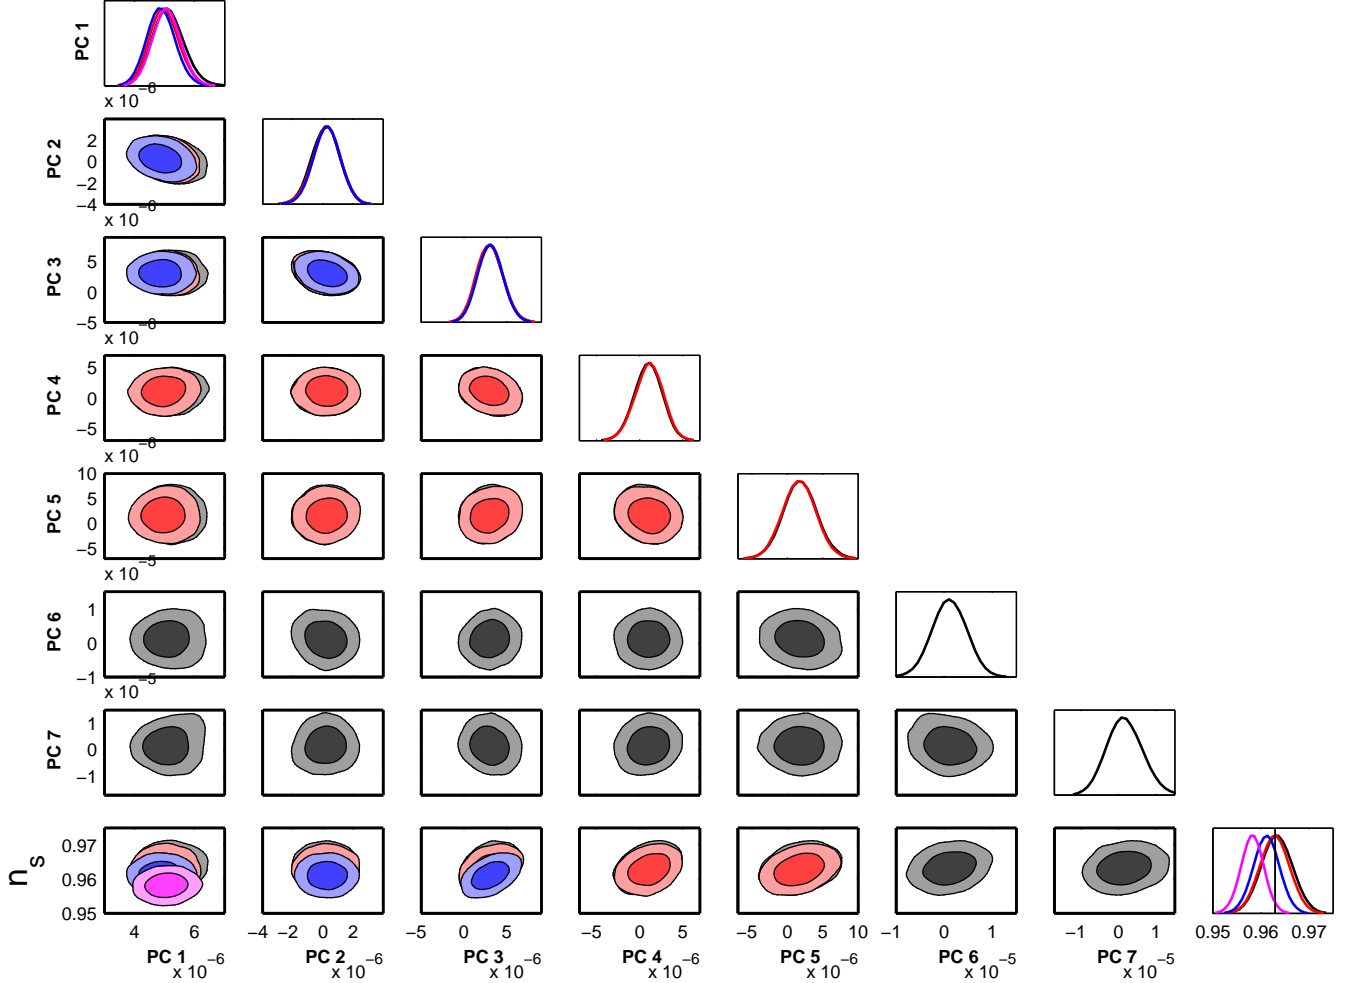 PC 1
x 10 −6
PC 2
2
0
−2
−4
x 10 −6
PC 3
5
0
−5
x 10 −6
PC 4
5
0
−5
x 10 −6
PC 5
10
5
0
−5
x 10 −5
PC 6
1
0
−1
x 10 −5
PC 7
1
0
−1
n s
0.97
0.96
0.95
4 6 −4 −2 0 2 −5 0 5 −5 0 5 −5 0 5 10 −1 0 1 −1 0 1 0.95 0.96 0.97
PC 1 PC 2 PC 3 PC 4 PC 5 PC 6 PC 7
x 10 −6 x 10 −6 x 10 −6 x 10 −6 x 10 −6 x 10 −5 x 10 −5